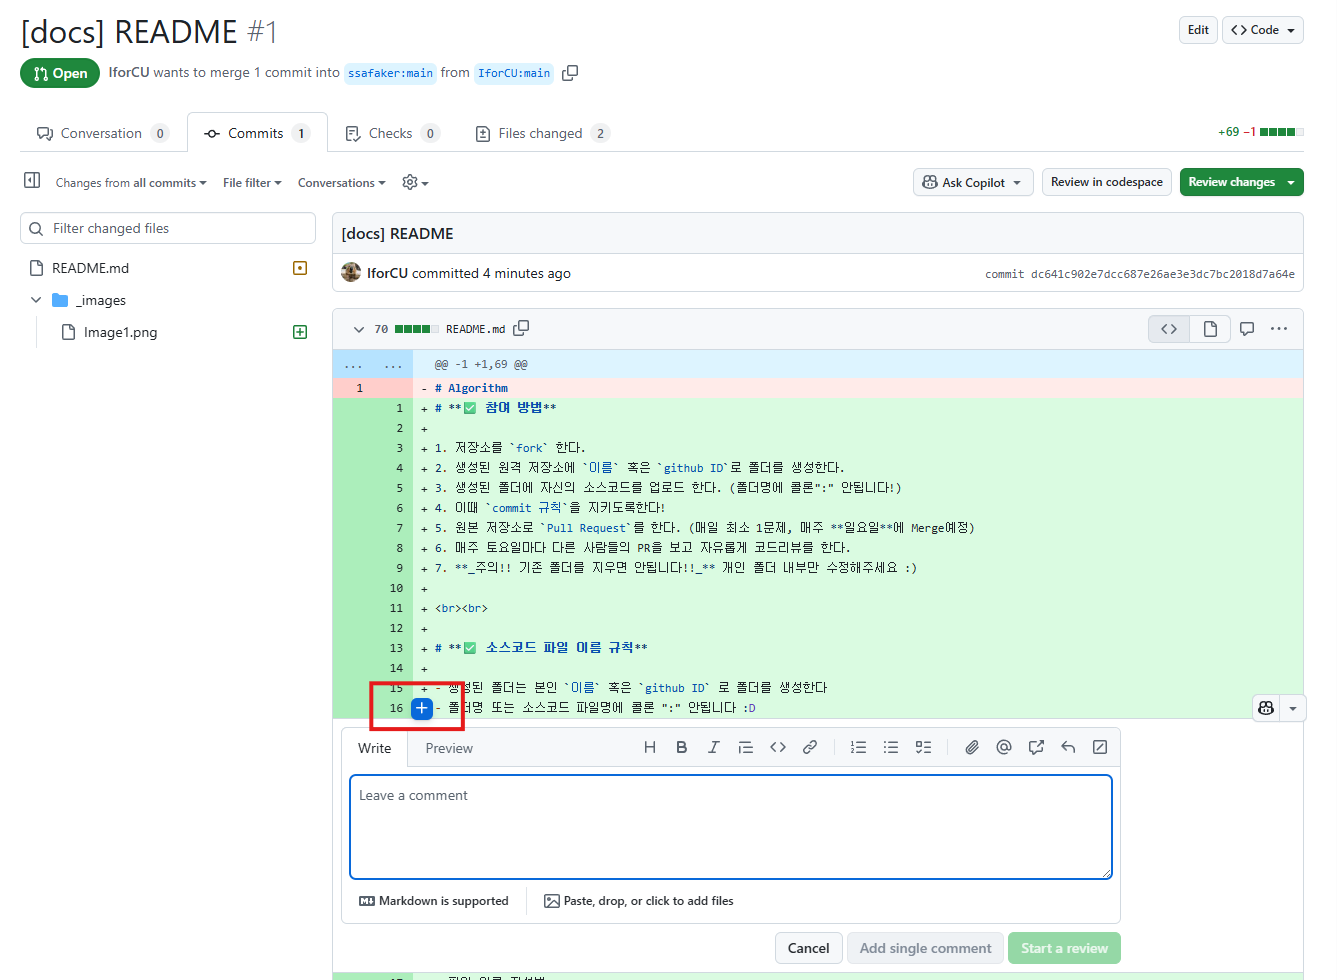 [docs] README #1
Edit
Code
Open
IforCU wants to merge 1 commit into ssafaker:main from IforCU:main
Conversation 0
Commits 1
Checks 0
Files changed 2
+69 −1
Changes from all commits
File filter
Conversations
Ask Copilot
Review in codespace
Review changes
Filter changed files
README.md
_images
Image1.png
[docs] README
IforCU committed 4 minutes ago
commit dc641c902e7dcc687e26ae3e3dc7bc2018d7a64e
70 README.md
... ... @@ -1 +1,69 @@
1 - # Algorithm
1 + # **✅ 참여 방법**
2 +
3 + 1. 저장소를 `fork` 한다.
4 + 2. 생성된 원격 저장소에 `이름` 혹은 `github ID`로 폴더를 생성한다.
5 + 3. 생성된 폴더에 자신의 소스코드를 업로드 한다. (폴더명에 콜론":" 안됩니다!)
6 + 4. 이때 `commit 규칙`을 지키도록한다!
7 + 5. 원본 저장소로 `Pull Request`를 한다. (매일 최소 1문제, 매주 **일요일**에 Merge예정)
8 + 6. 매주 토요일마다 다른 사람들의 PR을 보고 자유롭게 코드리뷰를 한다.
9 + 7. **_주의!! 기존 폴더를 지우면 안됩니다!!_** 개인 폴더 내부만 수정해주세요 :)
10 +
11 + <br><br>
12 +
13 + # **✅ 소스코드 파일 이름 규칙**
14 +
15 + - 생성된 폴더는 본인 `이름` 혹은 `github ID` 로 폴더를 생성한다
16 + - 폴더명 또는 소스코드 파일명에 콜론 ":" 안됩니다 :D
Write
Preview
Leave a comment
Markdown is supported
Paste, drop, or click to add files
Cancel
Add single comment
Start a review